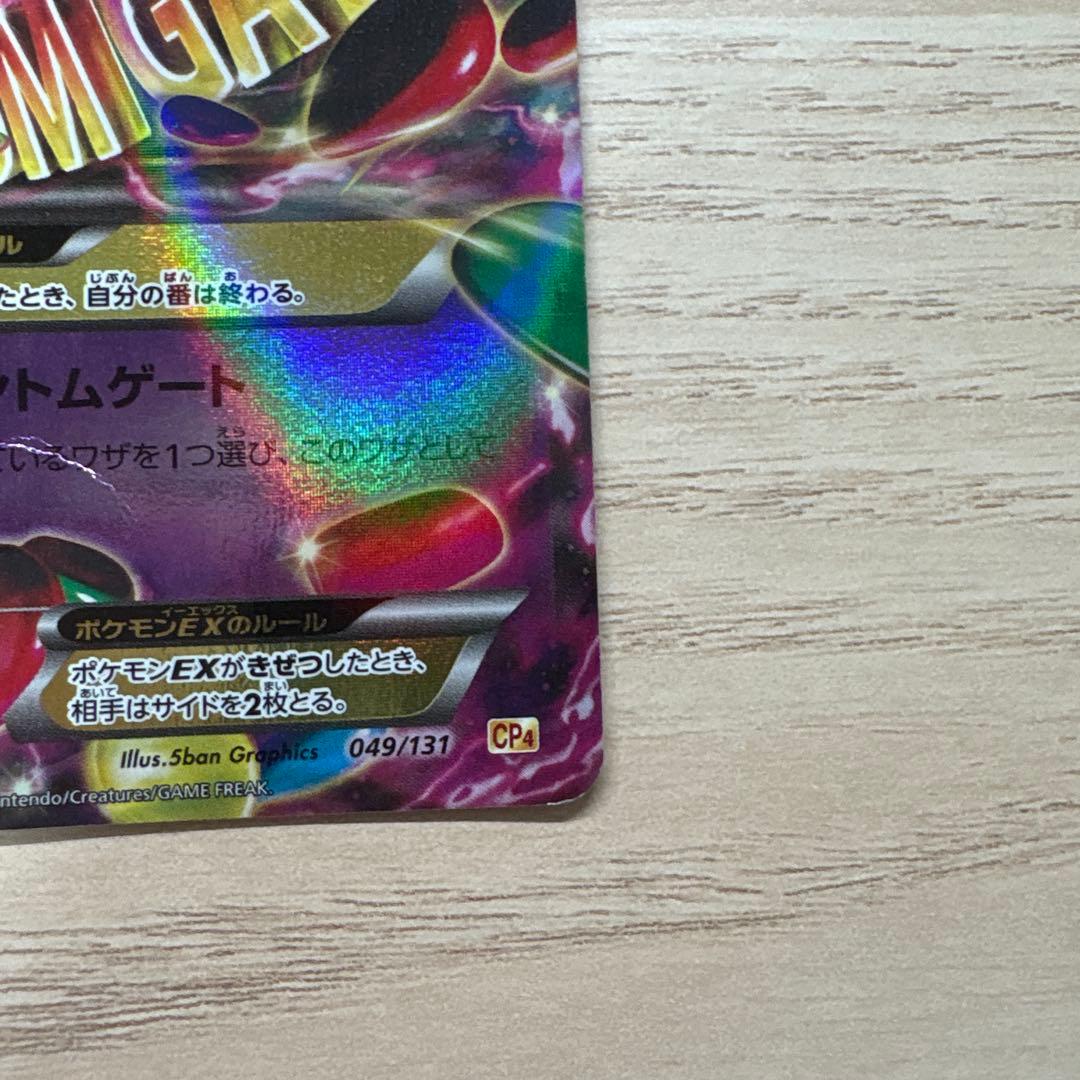 MIGA
ル
たとき、自分の番は終わる。
ントムゲート
ているワザを1つ選び、このワザとして
ポケモンEXのルール
ポケモンEXがきぜつしたとき、
相手はサイドを2枚とる。
Illus.5ban Graphics 049/131 CP4
ntendo/Creatures/GAME FREAK.